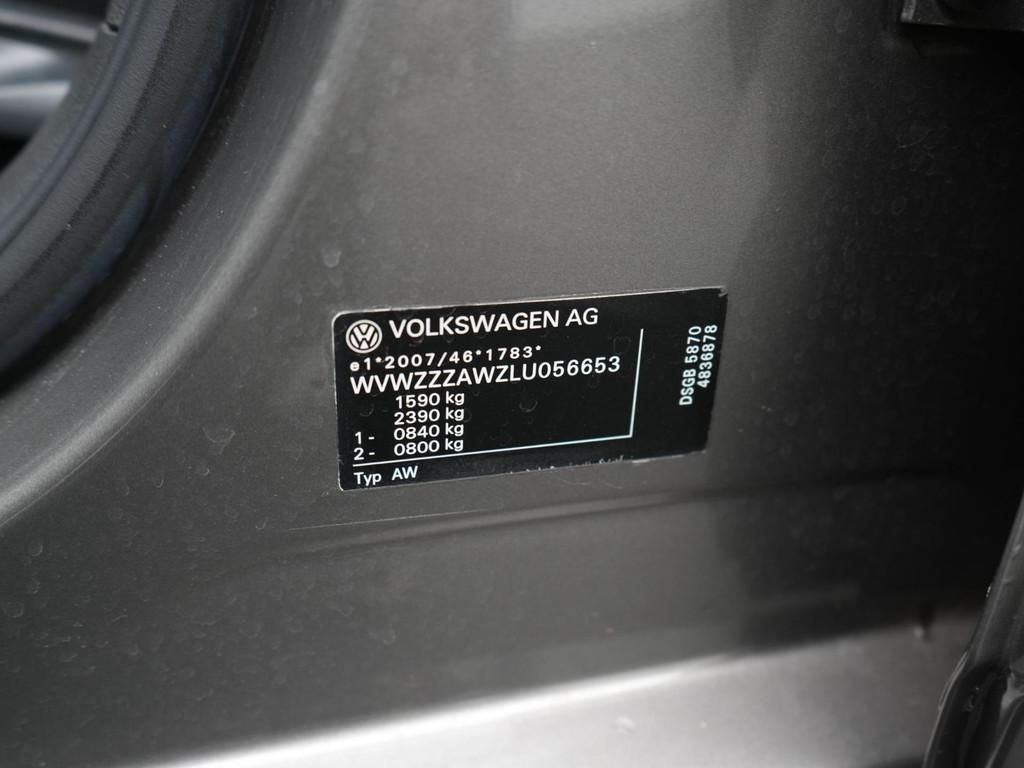 VOLKSWAGEN AG
e1*2007/46*1783*
WVWZZZAWZLU056653
1590 kg
2390 kg
1- 0840 kg
2- 0800 kg
Typ AW
DSGB 5870
4836878